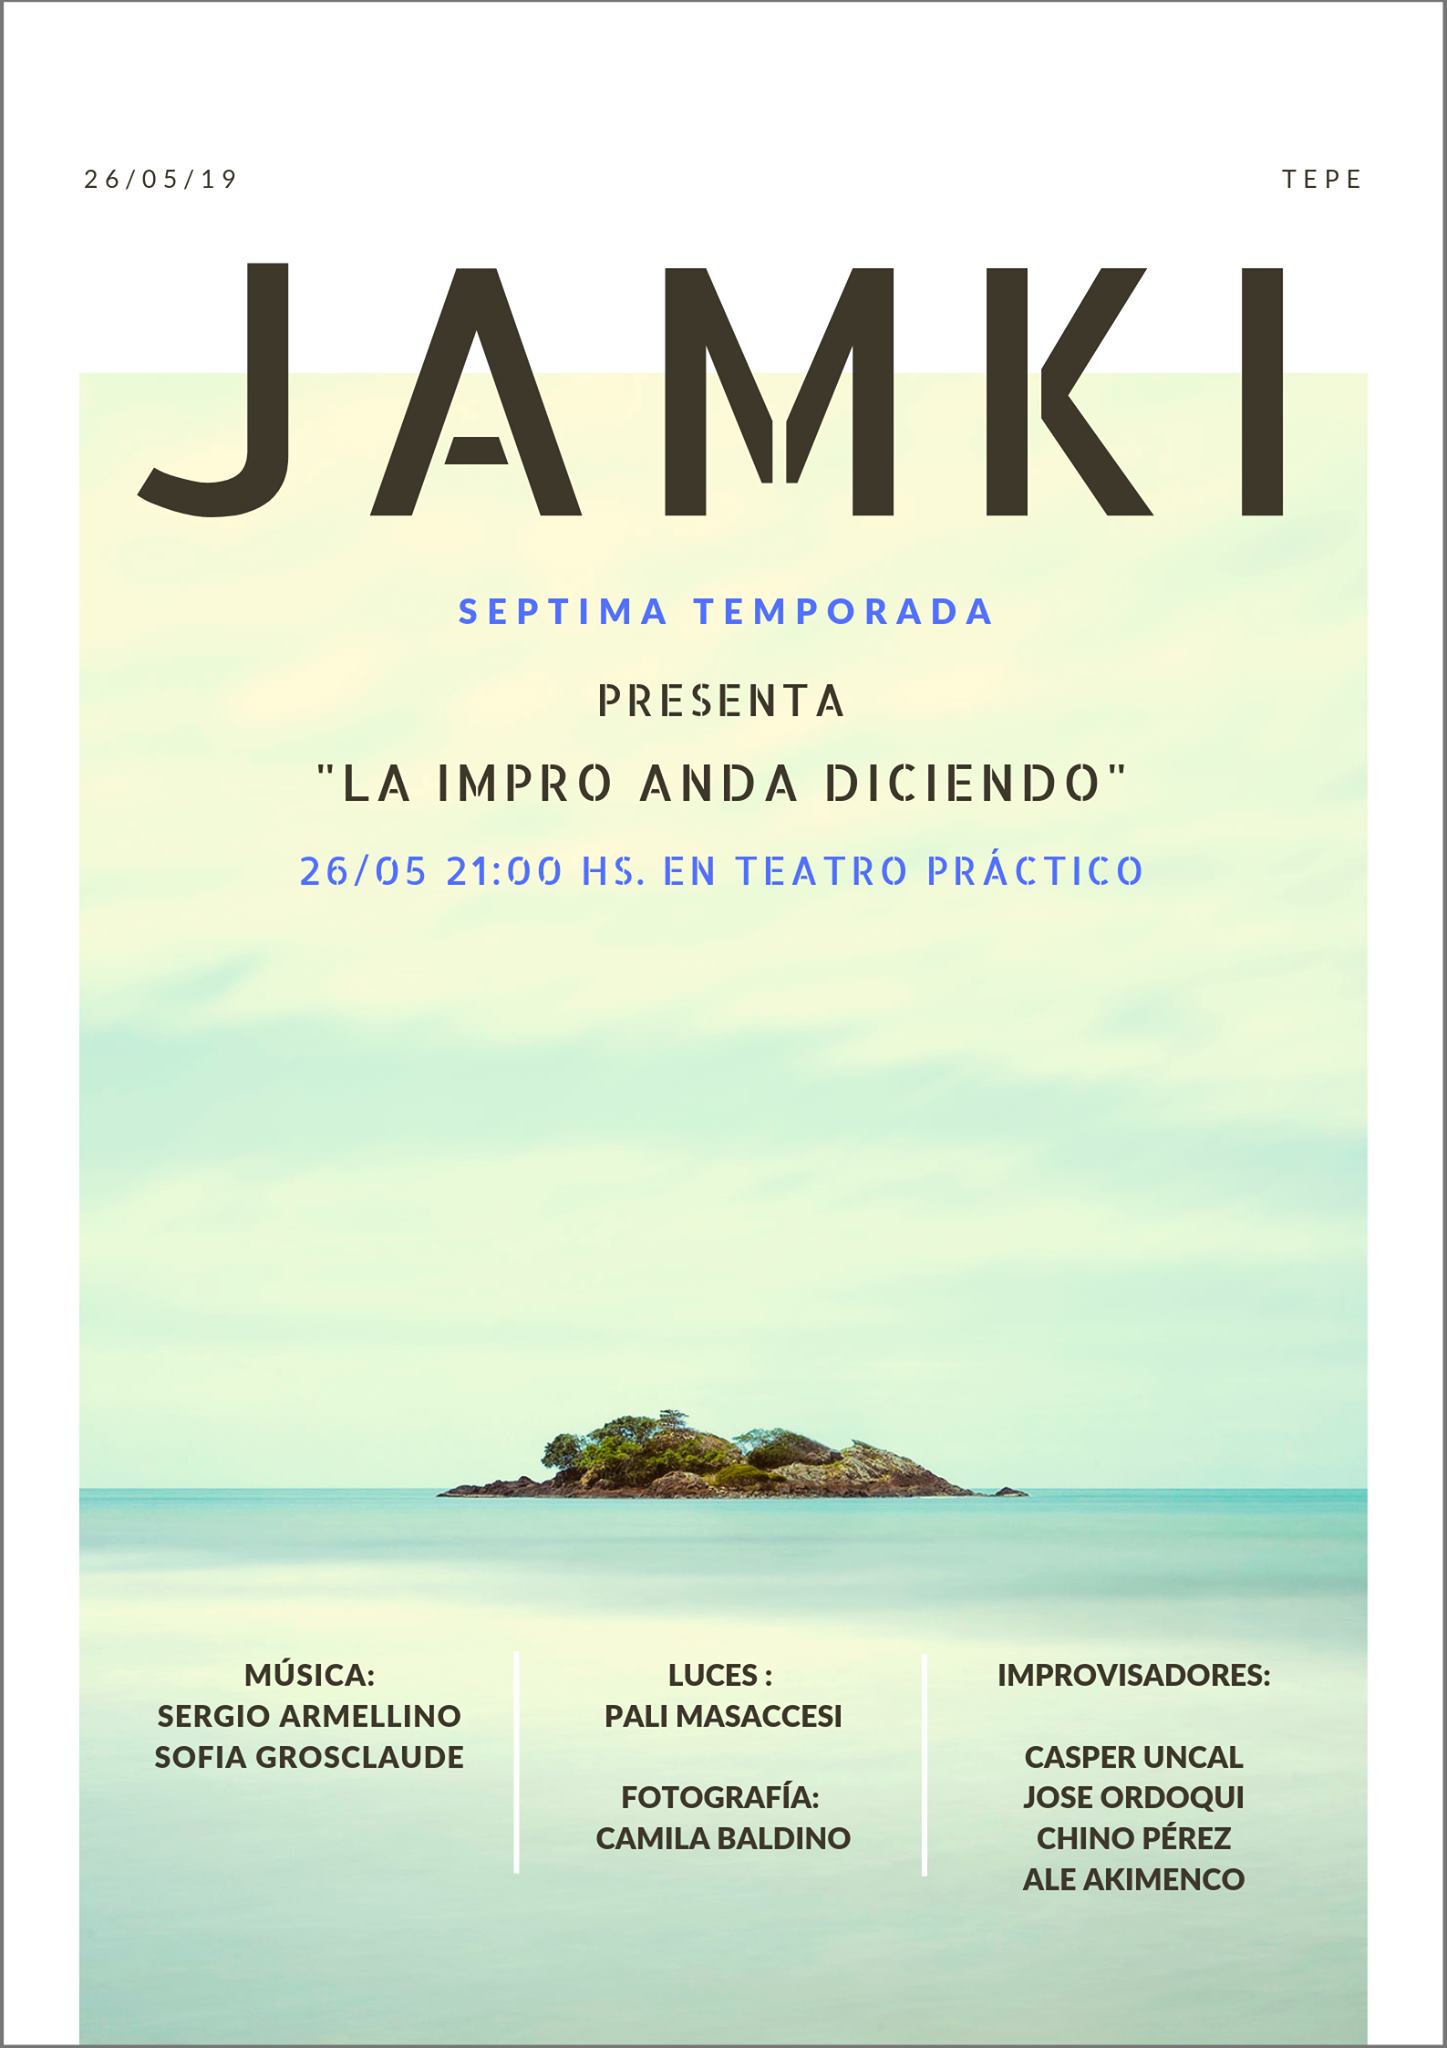 26/05/19
TEPE
JAMKI
SEPTIMA TEMPORADA
PRESENTA
"LA IMPRO ANDA DICIENDO"
26/05 21:00 HS. EN TEATRO PRÁCTICO
MÚSICA:
SERGIO ARMELLINO
SOFIA GROSCLAUDE
LUCES :
PALI MASACCESI
FOTOGRAFÍA:
CAMILA BALDINO
IMPROVISADORES:
CASPER UNCAL
JOSE ORDOQUI
CHINO PÉREZ
ALE AKIMENCO